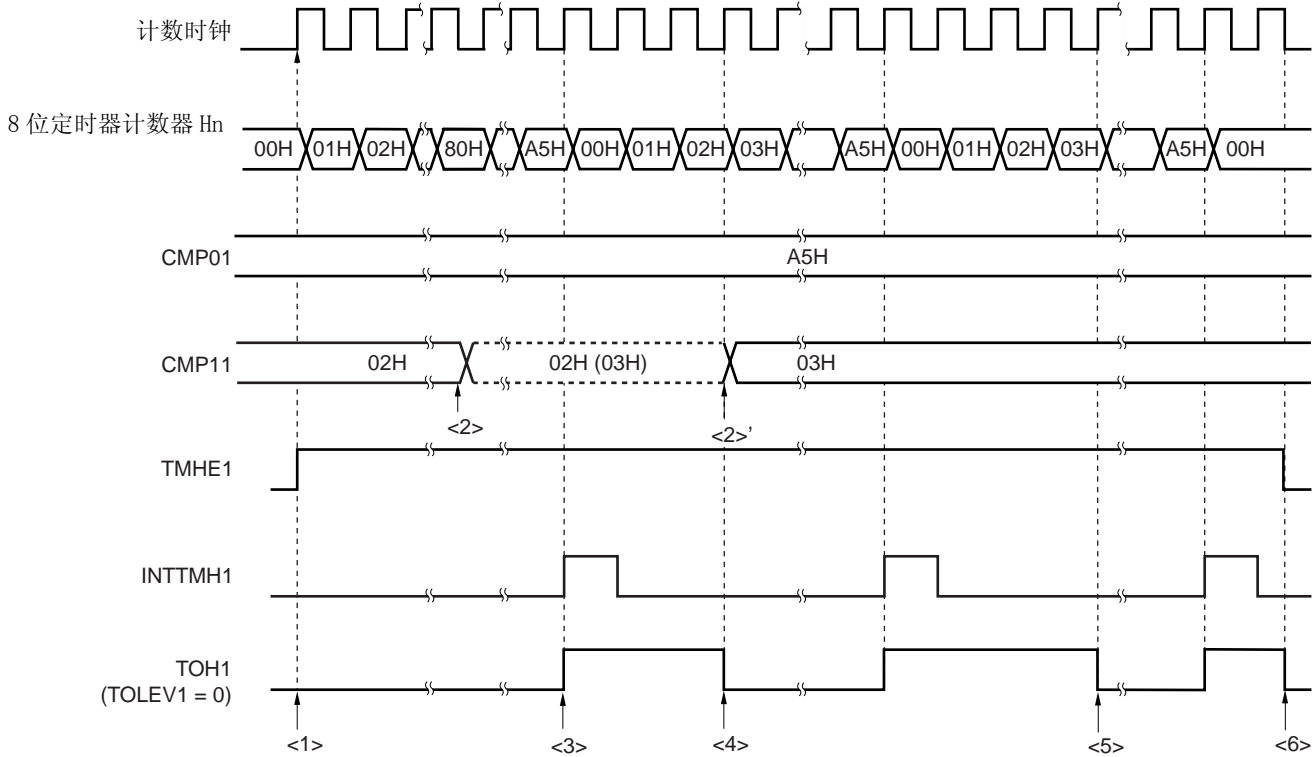 计数时钟
8 位定时器计数器 Hn
00H 01H 02H 80H A5H 00H 01H 02H 03H A5H 00H 01H 02H 03H A5H 00H
CMP01
A5H
CMP11
02H
02H (03H)
03H
<2>
<2>’
TMHE1
INTTMH1
TOH1
(TOLEV1 = 0)
<1>
<3>
<4>
<5>
<6>